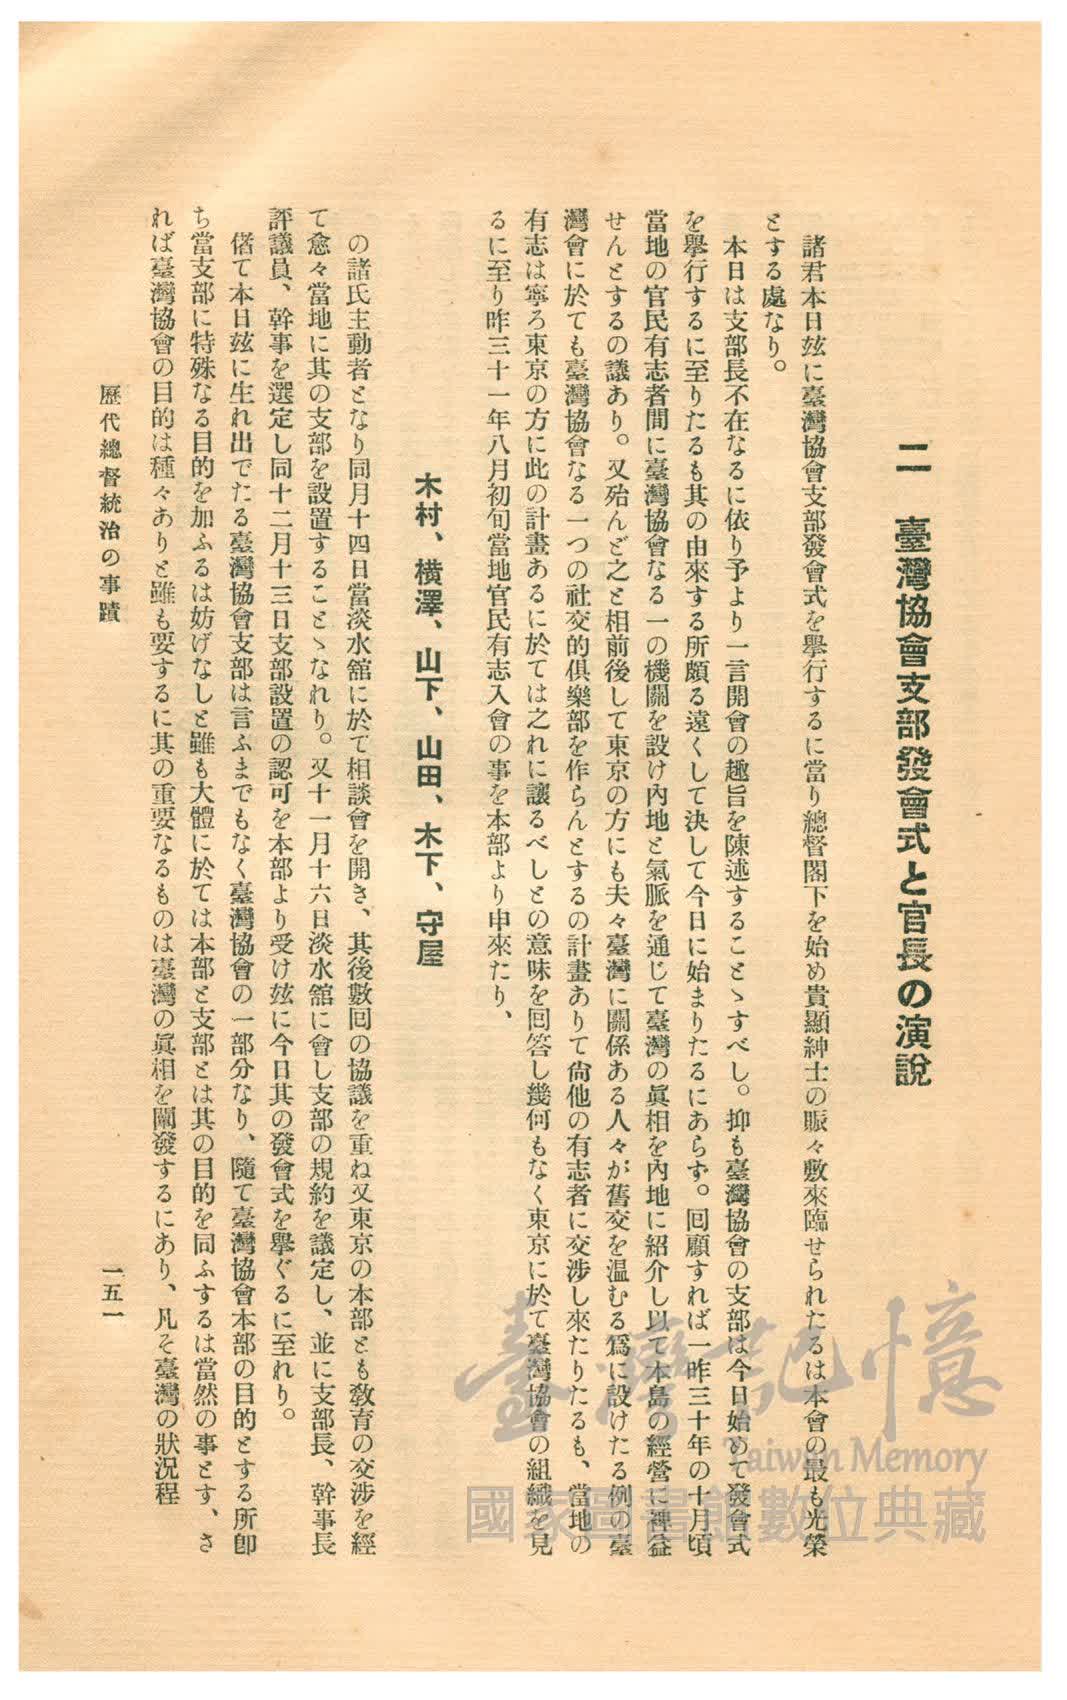 二 臺灣協會支部發會式と官長の演說
諸君本日玆に臺灣協會支部發會式を擧行するに當り總督閣下を始め貴顯紳士の賑々敷來臨せられたるは本會の最も光榮
とする處なり。
本日は支部長不在なるに依り予より一言開會の趣旨を陳述することゝすべし。抑も臺灣協會の支部は今日始めて發會式
を擧行するに至りたるも其の由來する所頗る遠くして決して今日に始まりたるにあらず。回顧すれば一昨三十年の十月頃
當地の官民有志者間に臺灣協會なる一の機關を設け內地と氣脈を通じて臺灣の眞相を內地に紹介し以て本島の經營に裨益
せんとするの議あり。又殆んど之と相前後して東京の方にも夫々臺灣に關係ある人々が舊交を温むる爲に設けたる例の臺
灣會に於ても臺灣協會なる一つの社交的俱樂部を作らんとするの計畫ありて尙他の有志者に交涉し來たりたるも、當地の
有志は寧ろ東京の方に此の計畫あるに於ては之れに讓るべしとの意味を回答し幾何もなく東京に於て臺灣協會の組織を見
るに至り昨三十一年八月初旬當地官民有志入會の事を本部より申來たり、
木村、橫澤、山下、山田、木下、守屋
の諸氏主動者となり同月十四日當淡水舘に於て相談會を開き、其後數回の協議を重ね又東京の本部とも敎育の交涉を經
て愈々當地に其の支部を設置することゝなれり。又十一月十六日淡水舘に會し支部の規約を議定し、並に支部長、幹事長
評議員、幹事を選定し同十二月十三日支部設置の認可を本部より受け玆に今日其の發會式を擧ぐるに至れり。
偖て本日玆に生れ出でたる臺灣協會支部は言ふまでもなく臺灣協會の一部分なり、隨て臺灣協會本部の目的とする所卽
ち當支部に特殊なる目的を加ふるは妨げなしと雖も大體に於ては本部と支部とは其の目的を同ふするは當然の事とす、さ
れば臺灣協會の目的は種々ありと雖も要するに其の重要なるものは臺灣の眞相を闡發するにあり、凡そ臺灣の狀況程
歷代總督統治の事蹟
一五一
臺灣記憶
Taiwan Memory
國家圖書館數位典藏